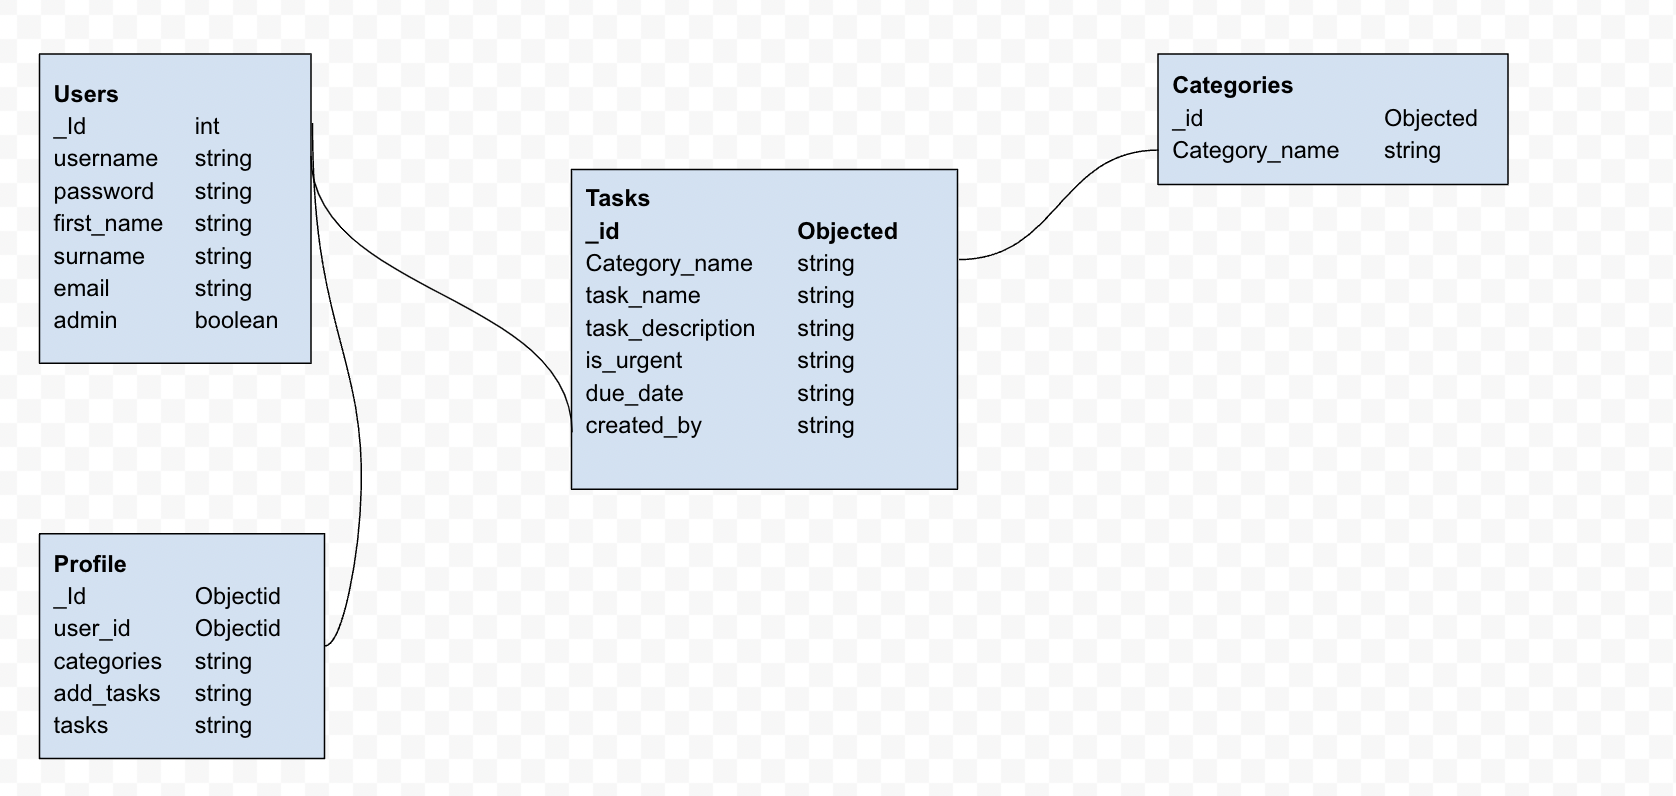 Users
_Id int
username string
password string
first_name string
surname string
email string
admin boolean
Tasks
_id Objected
Category_name string
task_name string
task_description string
is_urgent string
due_date string
created_by string
Categories
_id Objected
Category_name string
Profile
_Id Objectid
user_id Objectid
categories string
add_tasks string
tasks string